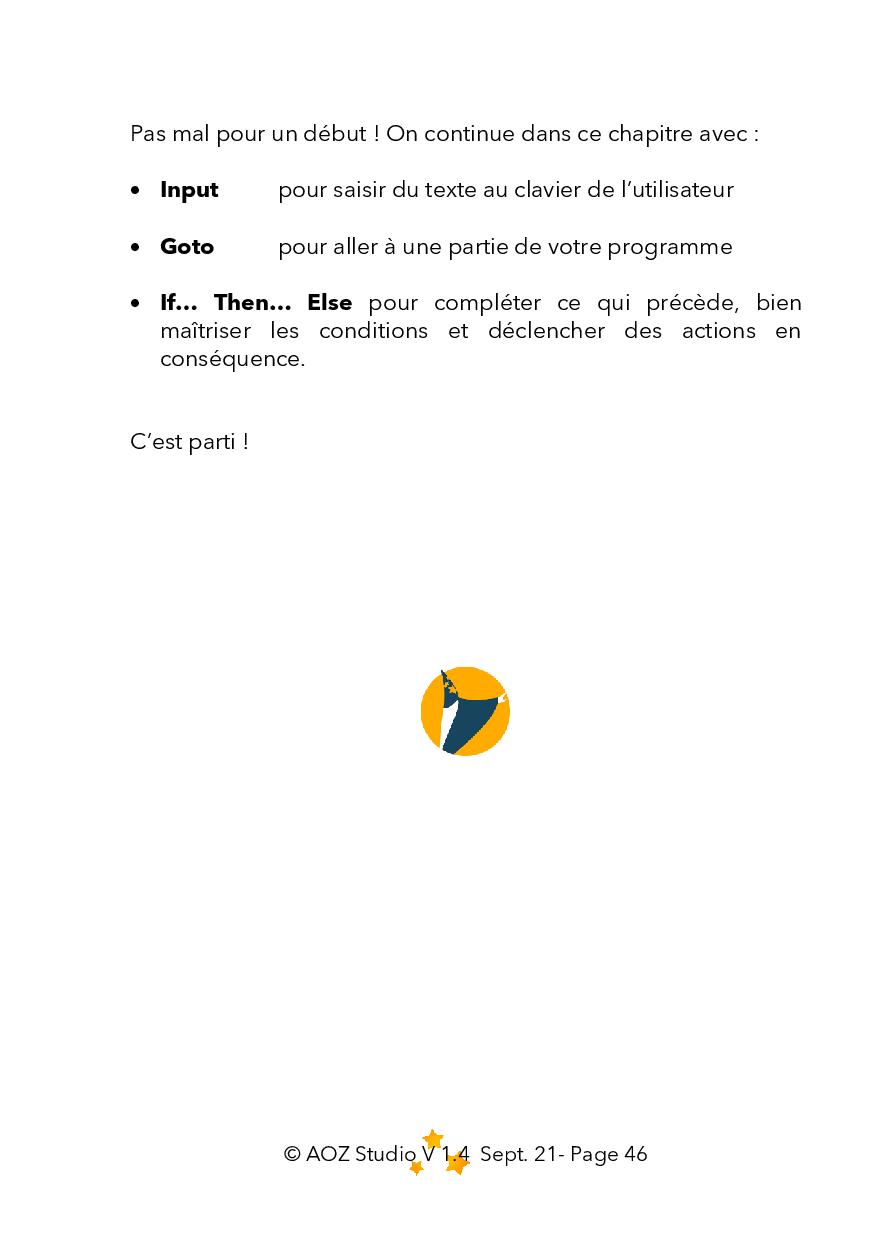 Pas mal pour un début ! On continue dans ce chapitre avec :
• Input pour saisir du texte au clavier de l’utilisateur
• Goto pour aller à une partie de votre programme
• If… Then… Else pour compléter ce qui précède, bien
maîtriser les conditions et déclencher des actions en
conséquence.
C’est parti !
© AOZ Studio V 1.4 Sept. 21- Page 46